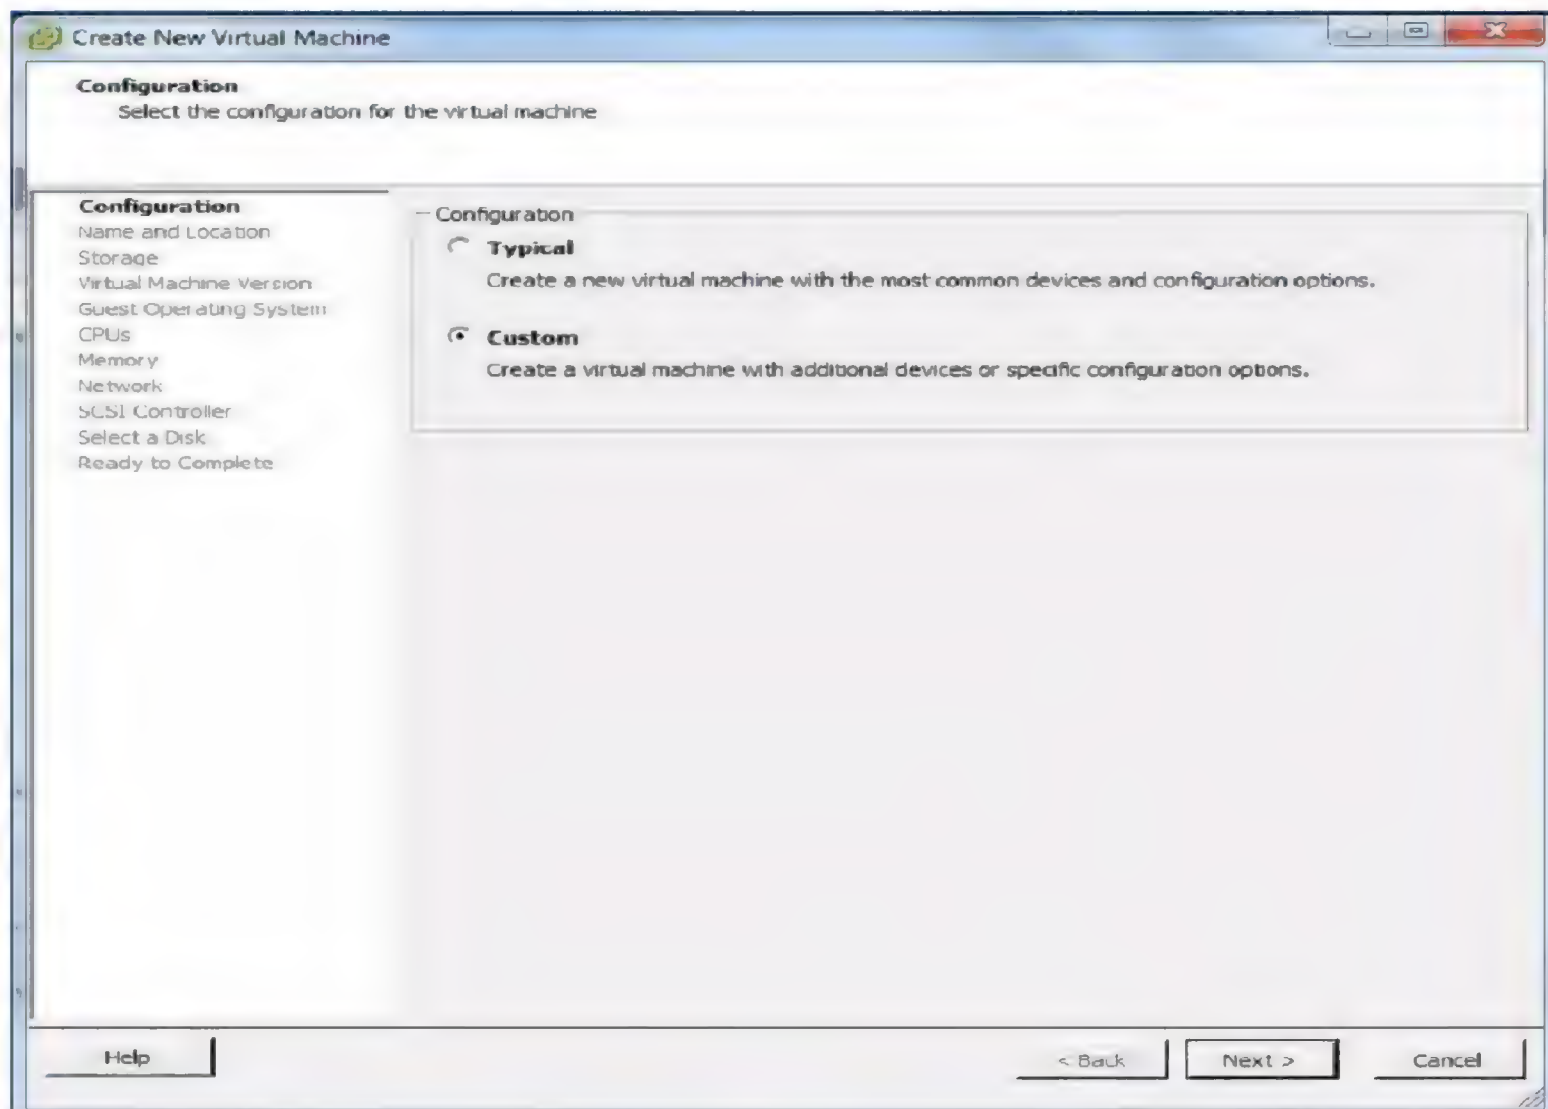 Create New Virtual Machine
Configuration
Select the configuration for the virtual machine
Configuration
Name and Location
Storage
Virtual Machine Version
Guest Operating System
CPUs
Memory
Network
SCSI Controller
Select a Disk
Ready to Complete
Configuration
Typical
Create a new virtual machine with the most common devices and configuration options.
Custom
Create a virtual machine with additional devices or specific configuration options.
Help
< Back
Next >
Cancel